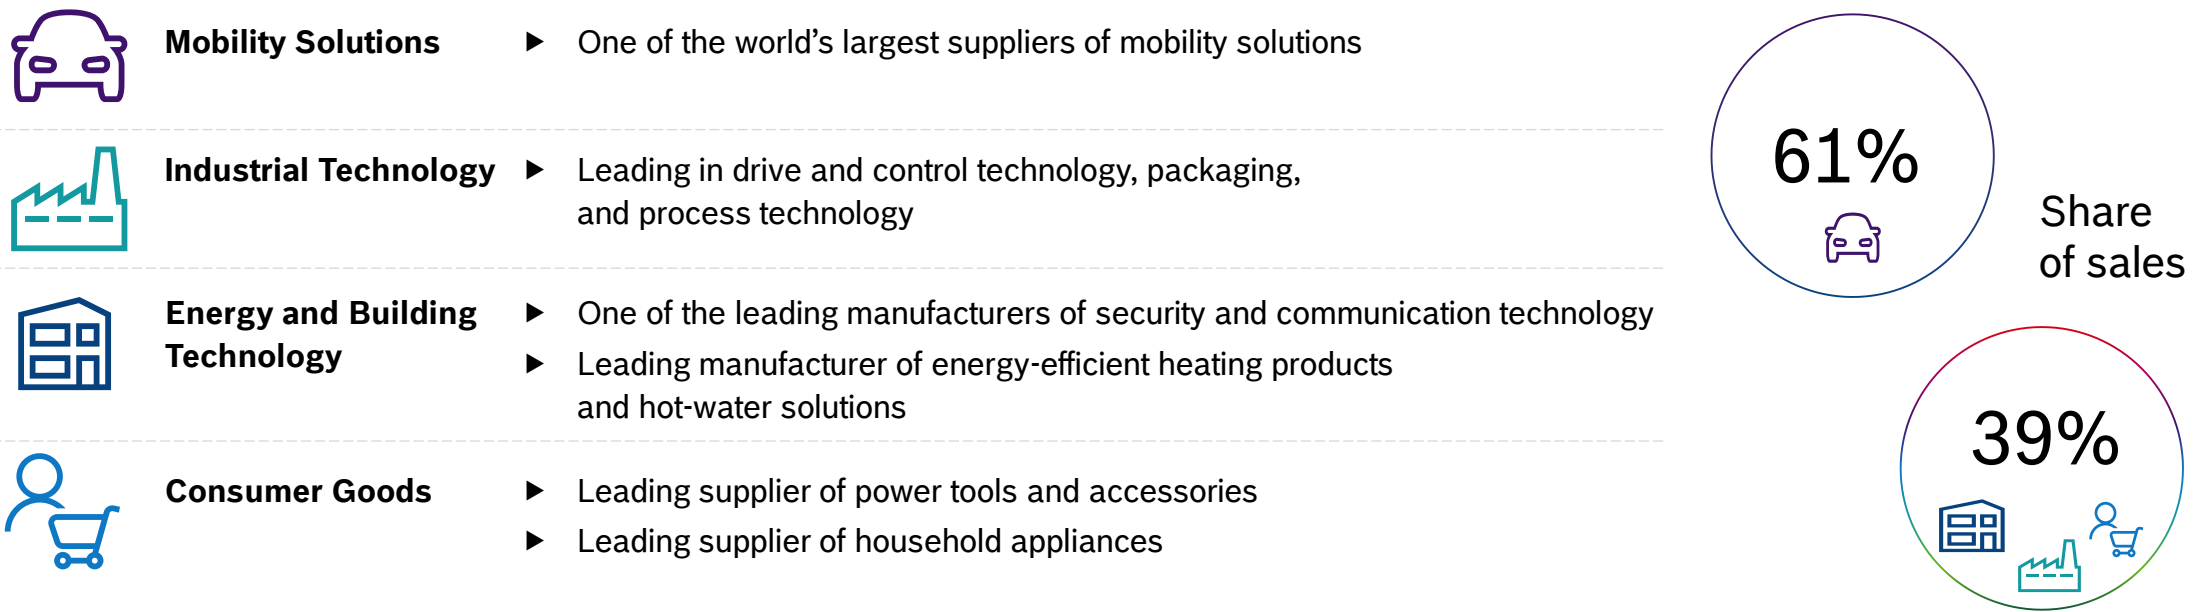 Mobility Solutions ▶ One of the world’s largest suppliers of mobility solutions
Industrial Technology ▶ Leading in drive and control technology, packaging,
and process technology
Energy and Building
Technology
▶ One of the leading manufacturers of security and communication technology
▶ Leading manufacturer of energy-efficient heating products
and hot-water solutions
Consumer Goods ▶ Leading supplier of power tools and accessories
▶ Leading supplier of household appliances
61%
Share
of sales
39%